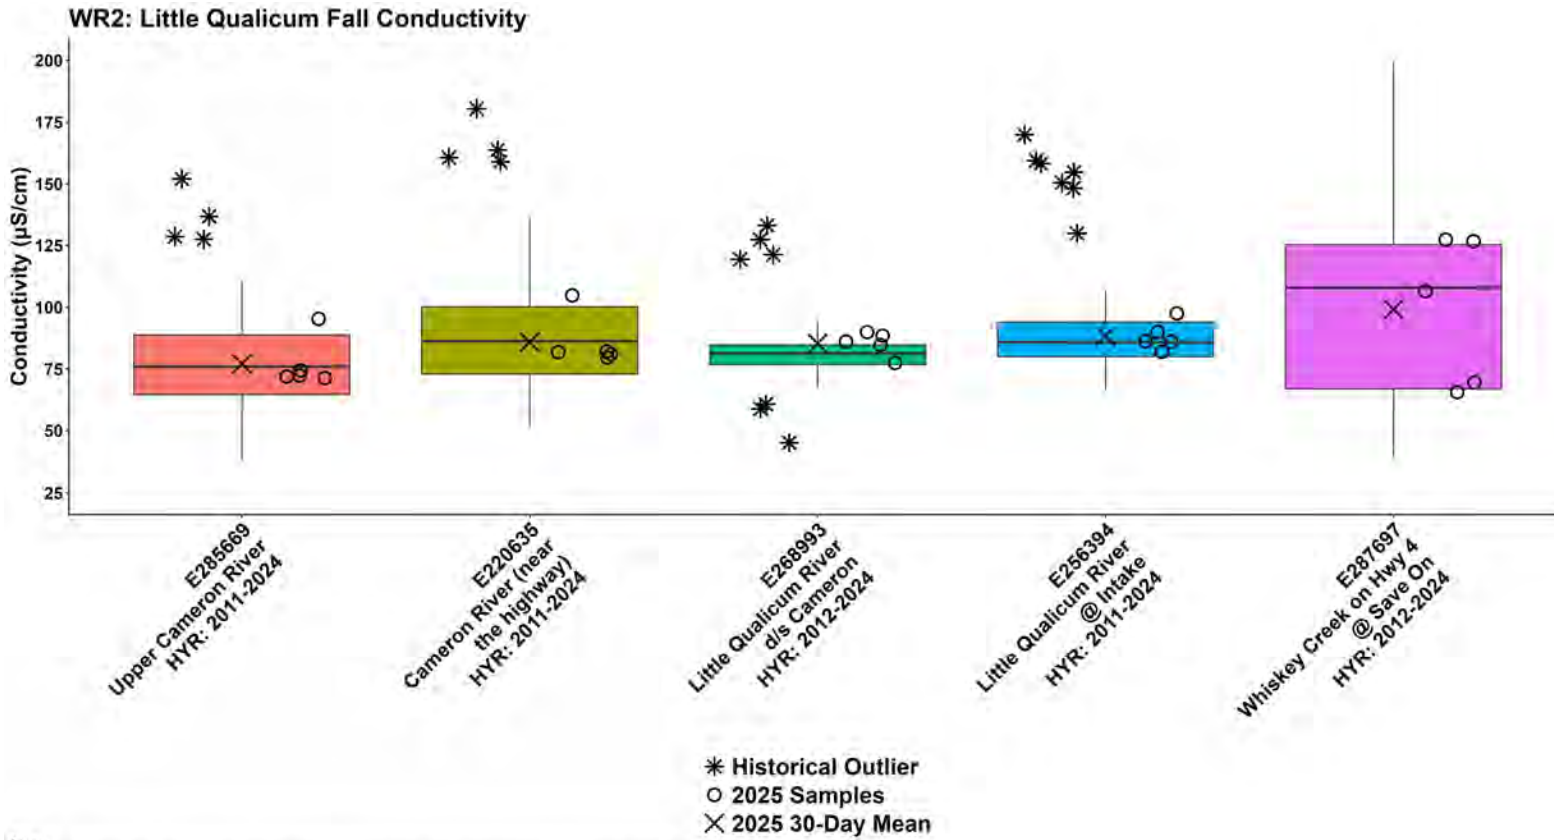 WR2: Little Qualicum Fall Conductivity
Conductivity (µS/cm)
200
175
150
125
100
75
50
25
E285669
Upper Cameron River
HYR: 2011-2024
E220635
Cameron River (near
the highway)
HYR: 2011-2024
E268993
Little Qualicum River
d/s Cameron
HYR: 2012-2024
E256394
Little Qualicum River
@ Intake
HYR: 2011-2024
E287697
Whiskey Creek on Hwy 4
@ Save On
HYR: 2012-2024
Historical Outlier
2025 Samples
2025 30-Day Mean